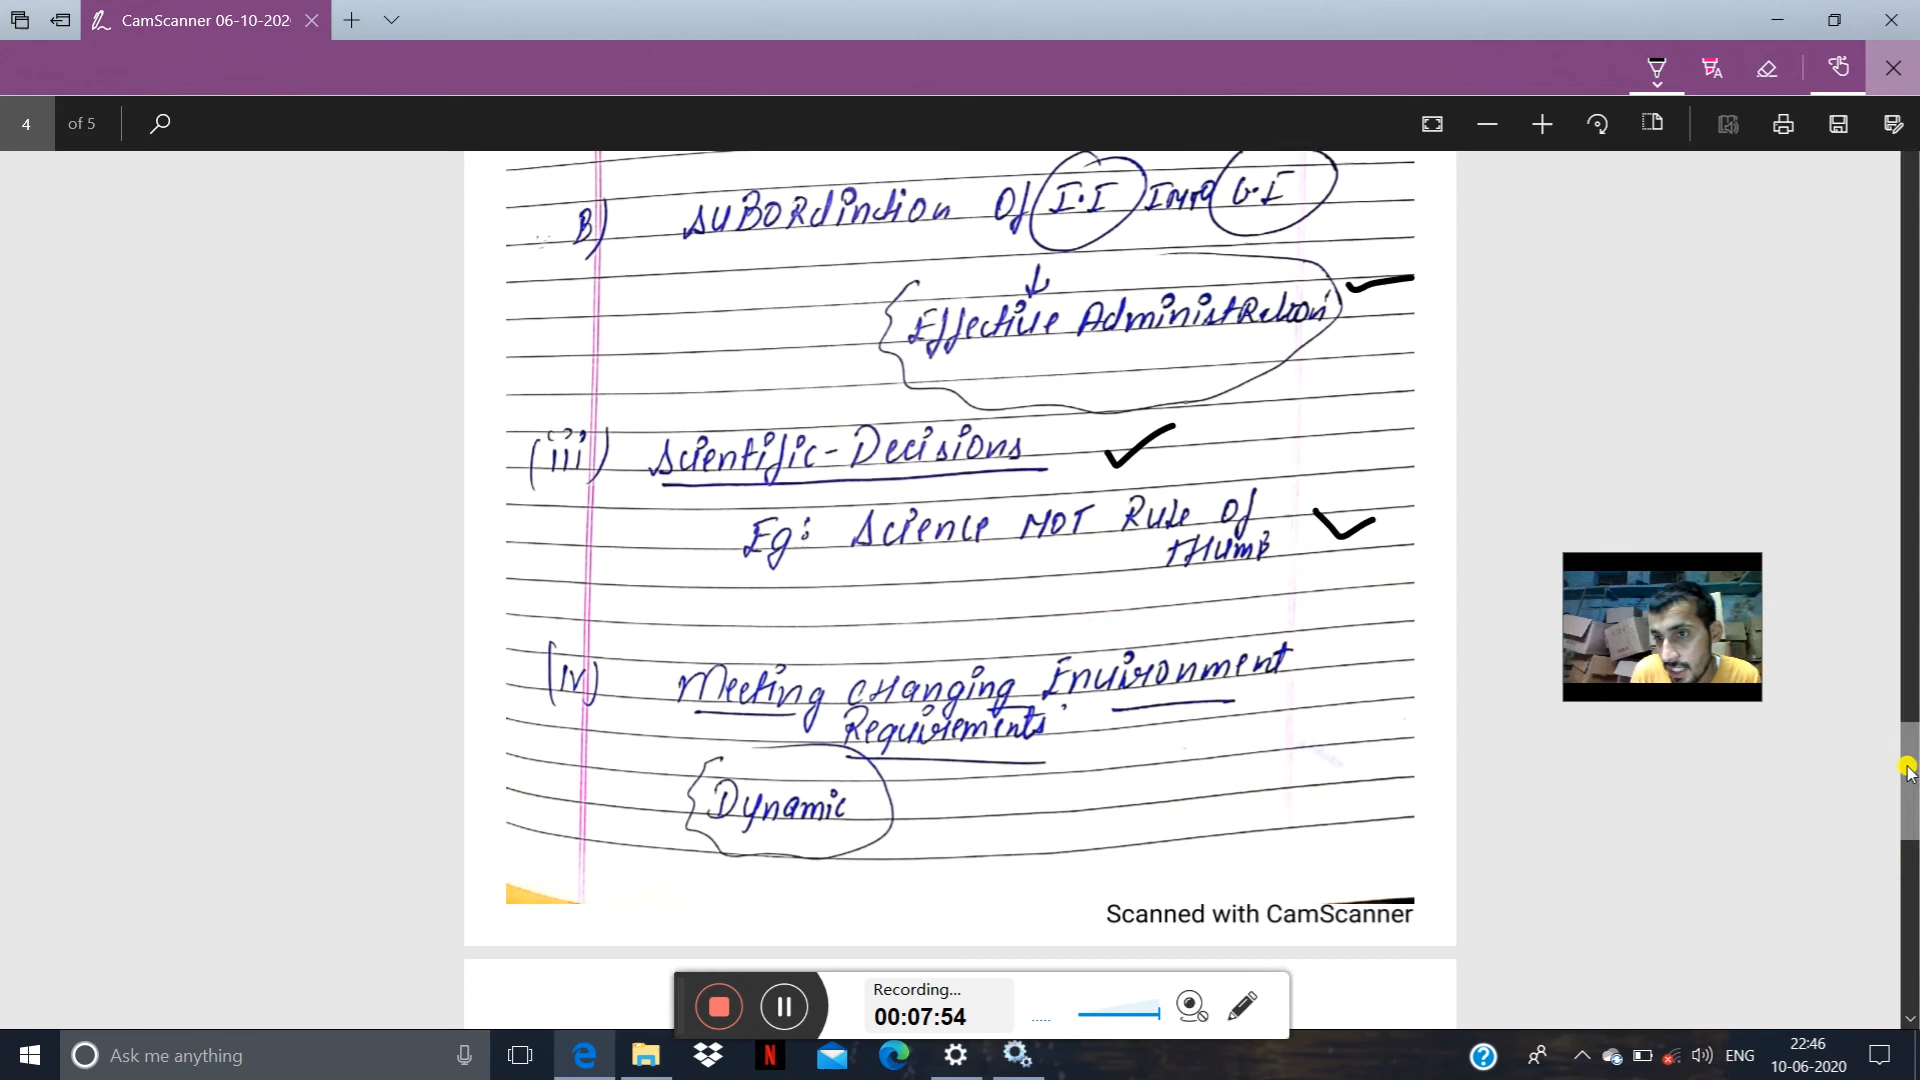 CamScanner 06-10-202
4 of 5
B) SUBORdinction Of I.I INTO G.I
Effective AdministRation
(iii) Scientific-Decisions
Eg: Science NOT Rule Of
tHumB
(iv) Meeting cHanging Environment
Requirements
Dynamic
Scanned with CamScanner
Recording...
00:07:54
Ask me anything
ENG
22:46
10-06-2020